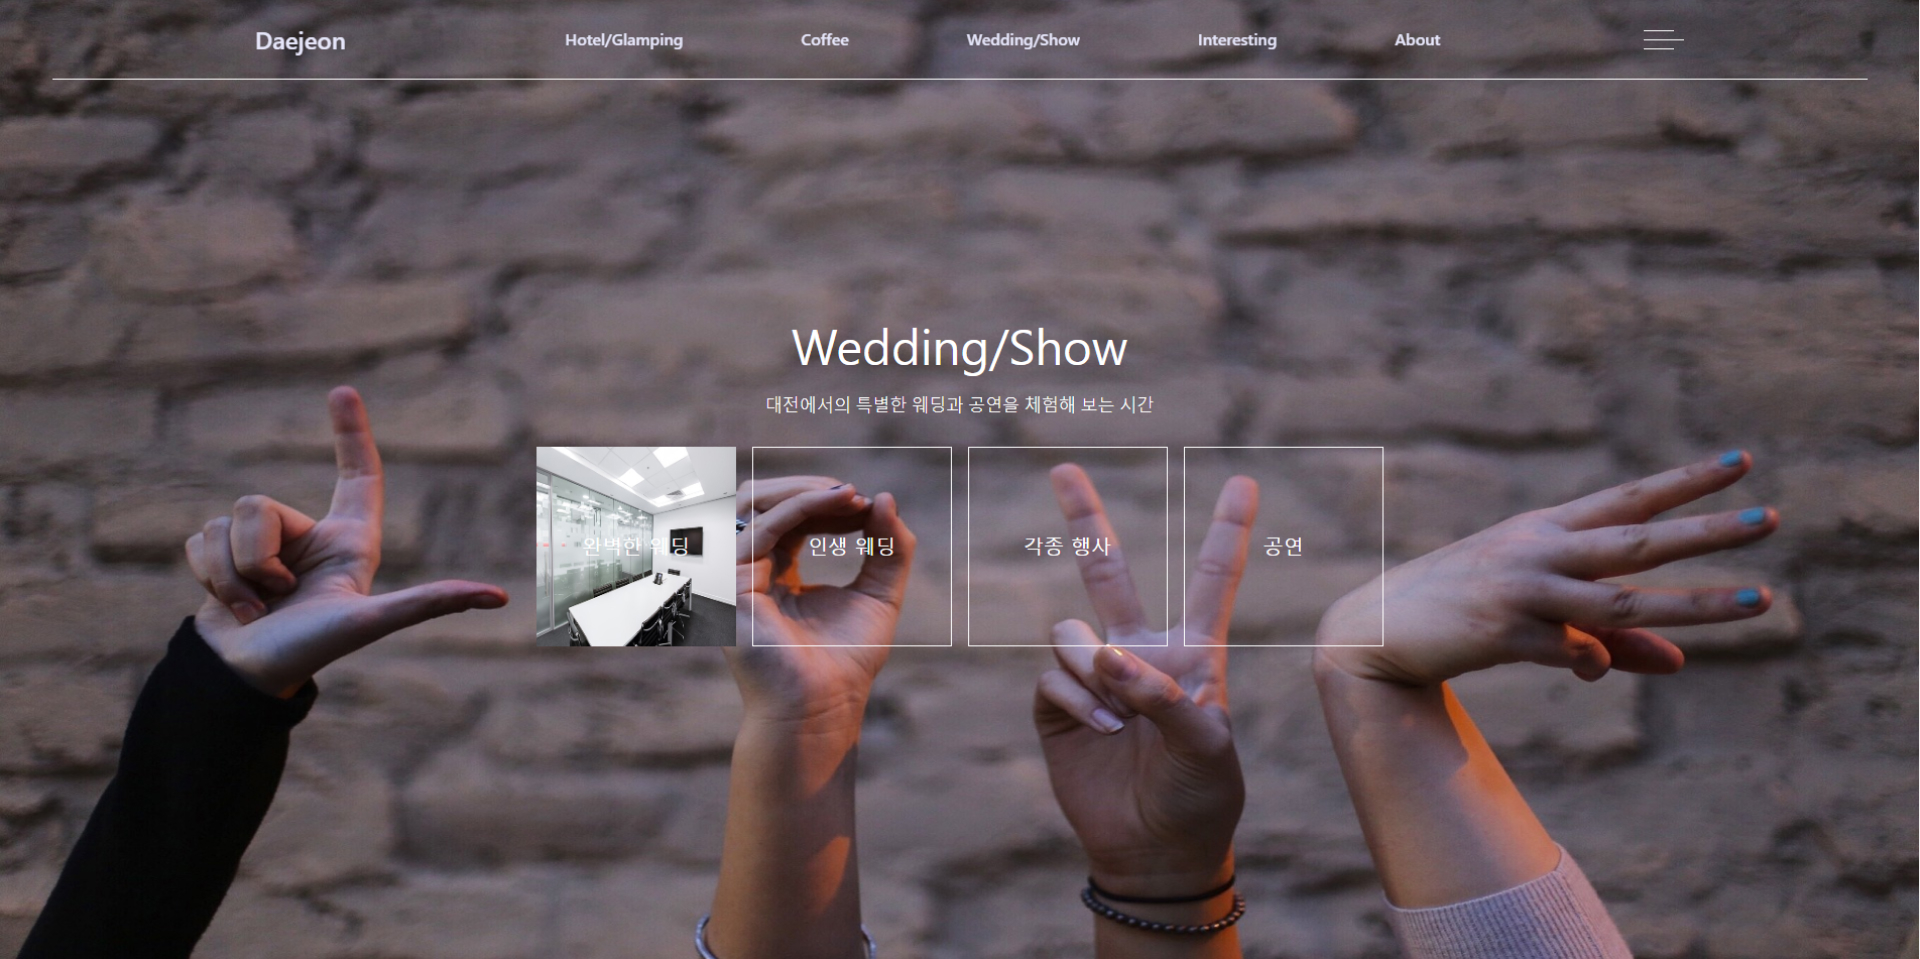 Daejeon Hotel/Glamping Coffee Wedding/Show Interesting About
Wedding/Show
대전에서의 특별한 웨딩과 공연을 체험해 보는 시간
완벽한 웨딩 인생 웨딩 각종 행사 공연